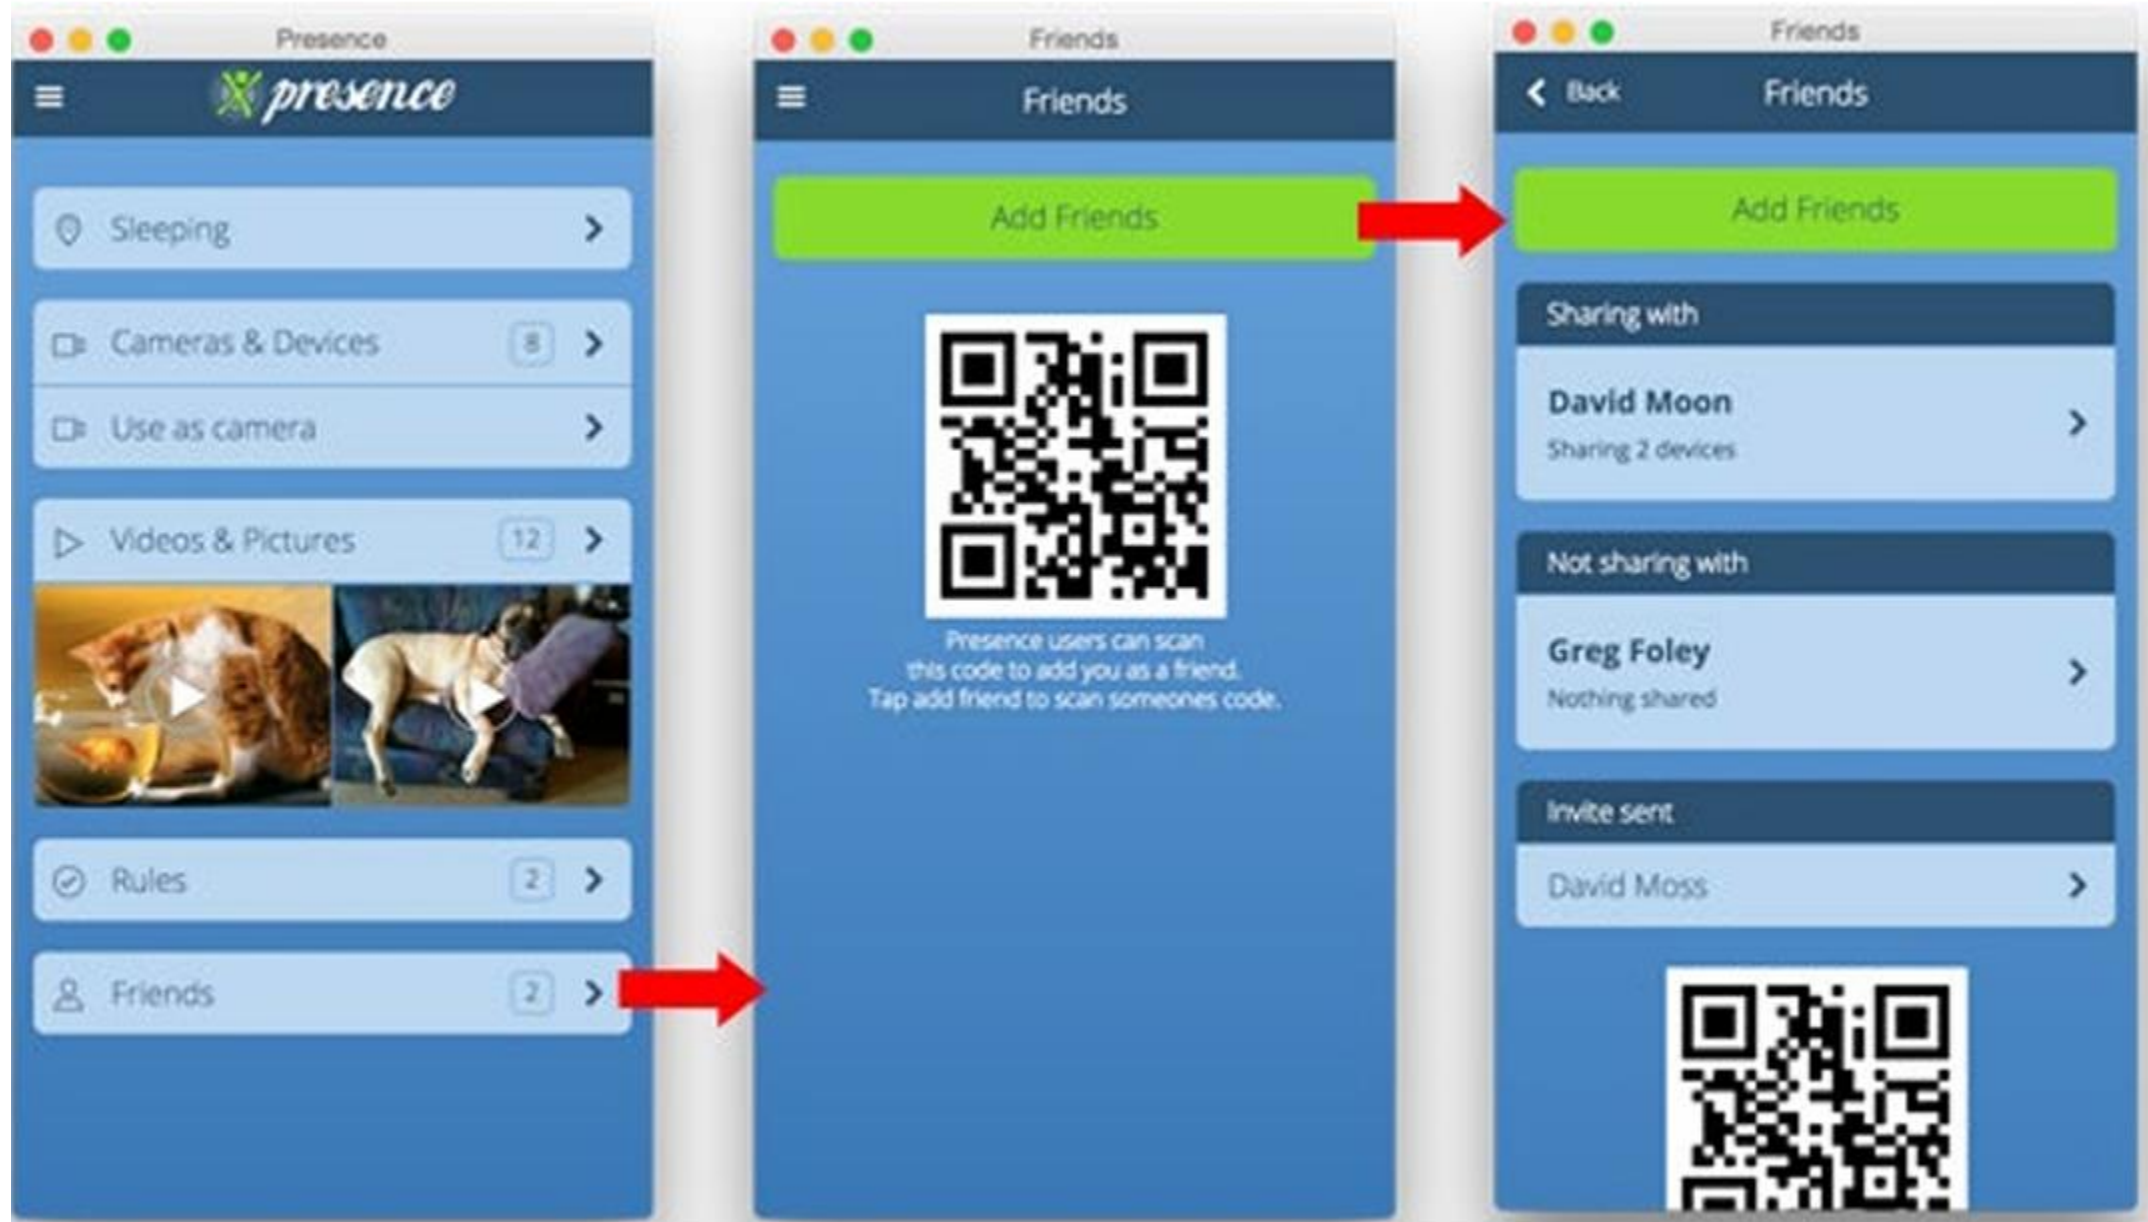 Presence
presence
Sleeping
Cameras & Devices 8
Use as camera
Videos & Pictures 12
Rules 2
Friends 2
Friends
Friends
Add Friends
Presence users can scan
this code to add you as a friend.
Tap add friend to scan someones code.
Friends
Back Friends
Add Friends
Sharing with
David Moon
Sharing 2 devices
Not sharing with
Greg Foley
Nothing shared
Invite sent
David Moss